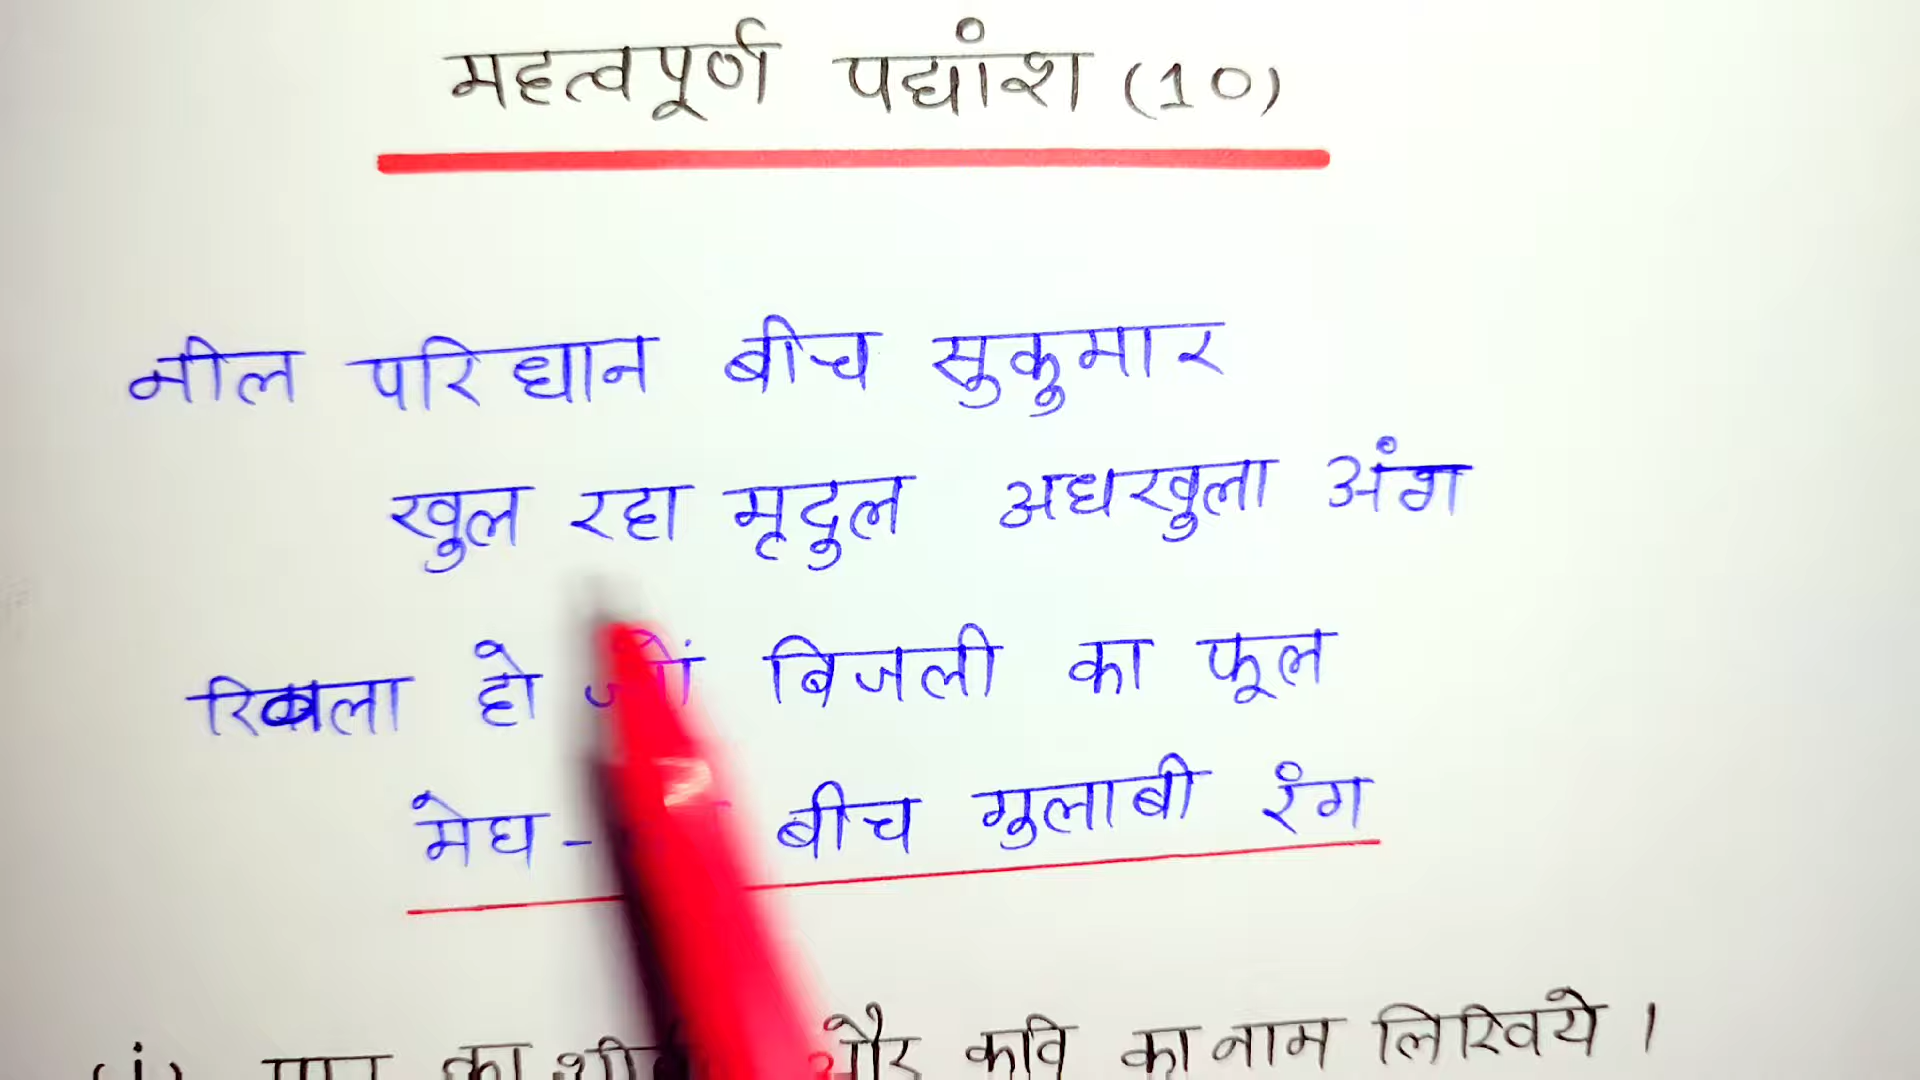 महत्वपूर्ण पद्यांश (10)
नील परिधान बीच सुकुमार
खुल रहा मृदुल अधखुला अंग
खिला हो बिजली का फूल
मेघ - बीच गुलाबी रंग
(i) का और कवि का नाम लिखिये ।